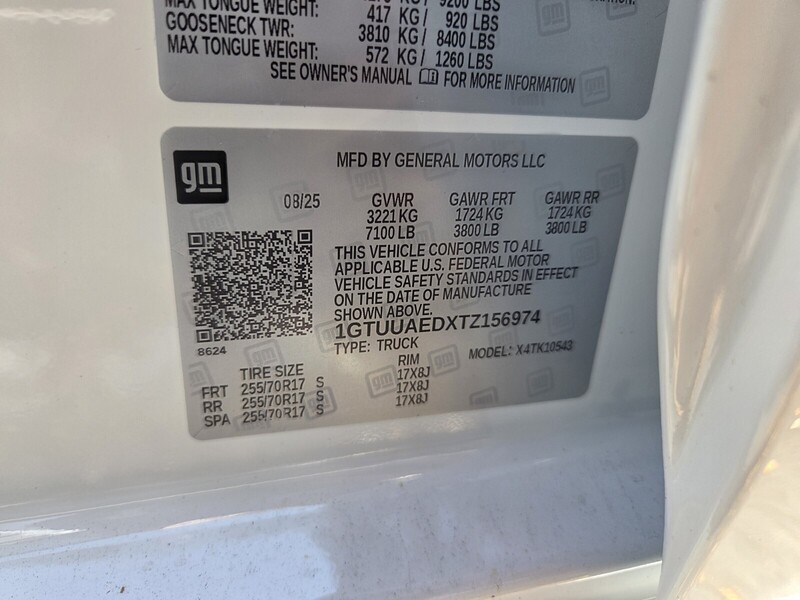 MAX TONGUE WEIGHT: 417 KG/ 920 LBS
GOOSENECK TWR: 3810 KG/ 8400 LBS
MAX TONGUE WEIGHT: 572 KG/ 1260 LBS
SEE OWNER'S MANUAL FOR MORE INFORMATION
gm
MFD BY GENERAL MOTORS LLC
08/25 GVWR GAWR FRT GAWR RR
3221 KG 1724 KG 1724 KG
7100 LB 3800 LB 3800 LB
THIS VEHICLE CONFORMS TO ALL
APPLICABLE U.S. FEDERAL MOTOR
VEHICLE SAFETY STANDARDS IN EFFECT
ON THE DATE OF MANUFACTURE
SHOWN ABOVE.
1GTUUAEDXTZ156974
8624
TYPE: TRUCK MODEL: X4TK10543
TIRE SIZE RIM
FRT 255/70R17 S 17X8J
RR 255/70R17 S 17X8J
SPA 255/70R17 S 17X8J